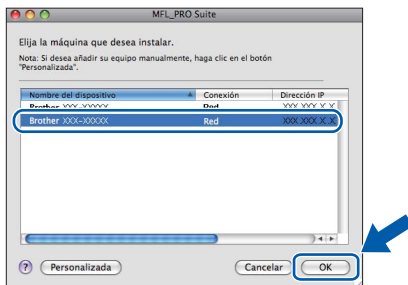 MFL_PRO Suite
Elija la máquina que desea instalar.
Nota: Si desea añadir su equipo manualmente, haga clic en el botón
"Personalizada".
Nombre del dispositivo Conexión Dirección IP
Brother XXX-XXXXX Red XXX XXX X X
Brother XXX-XXXXX Red XXX XXX X X
? Personalizada Cancelar OK